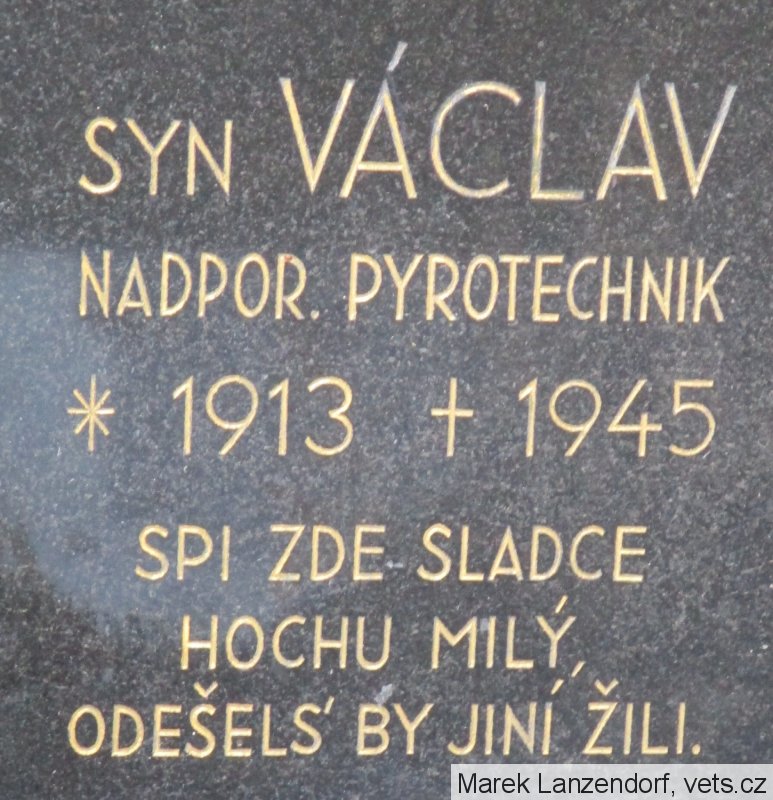 SYN VÁCLAV
NADPOR. PYROTECHNIK
* 1913 † 1945
SPI ZDE SLADCE
HOCHU MILÝ,
ODEŠELS' BY JINÍ ŽILI.
Marek Lanzendorf, vets.cz